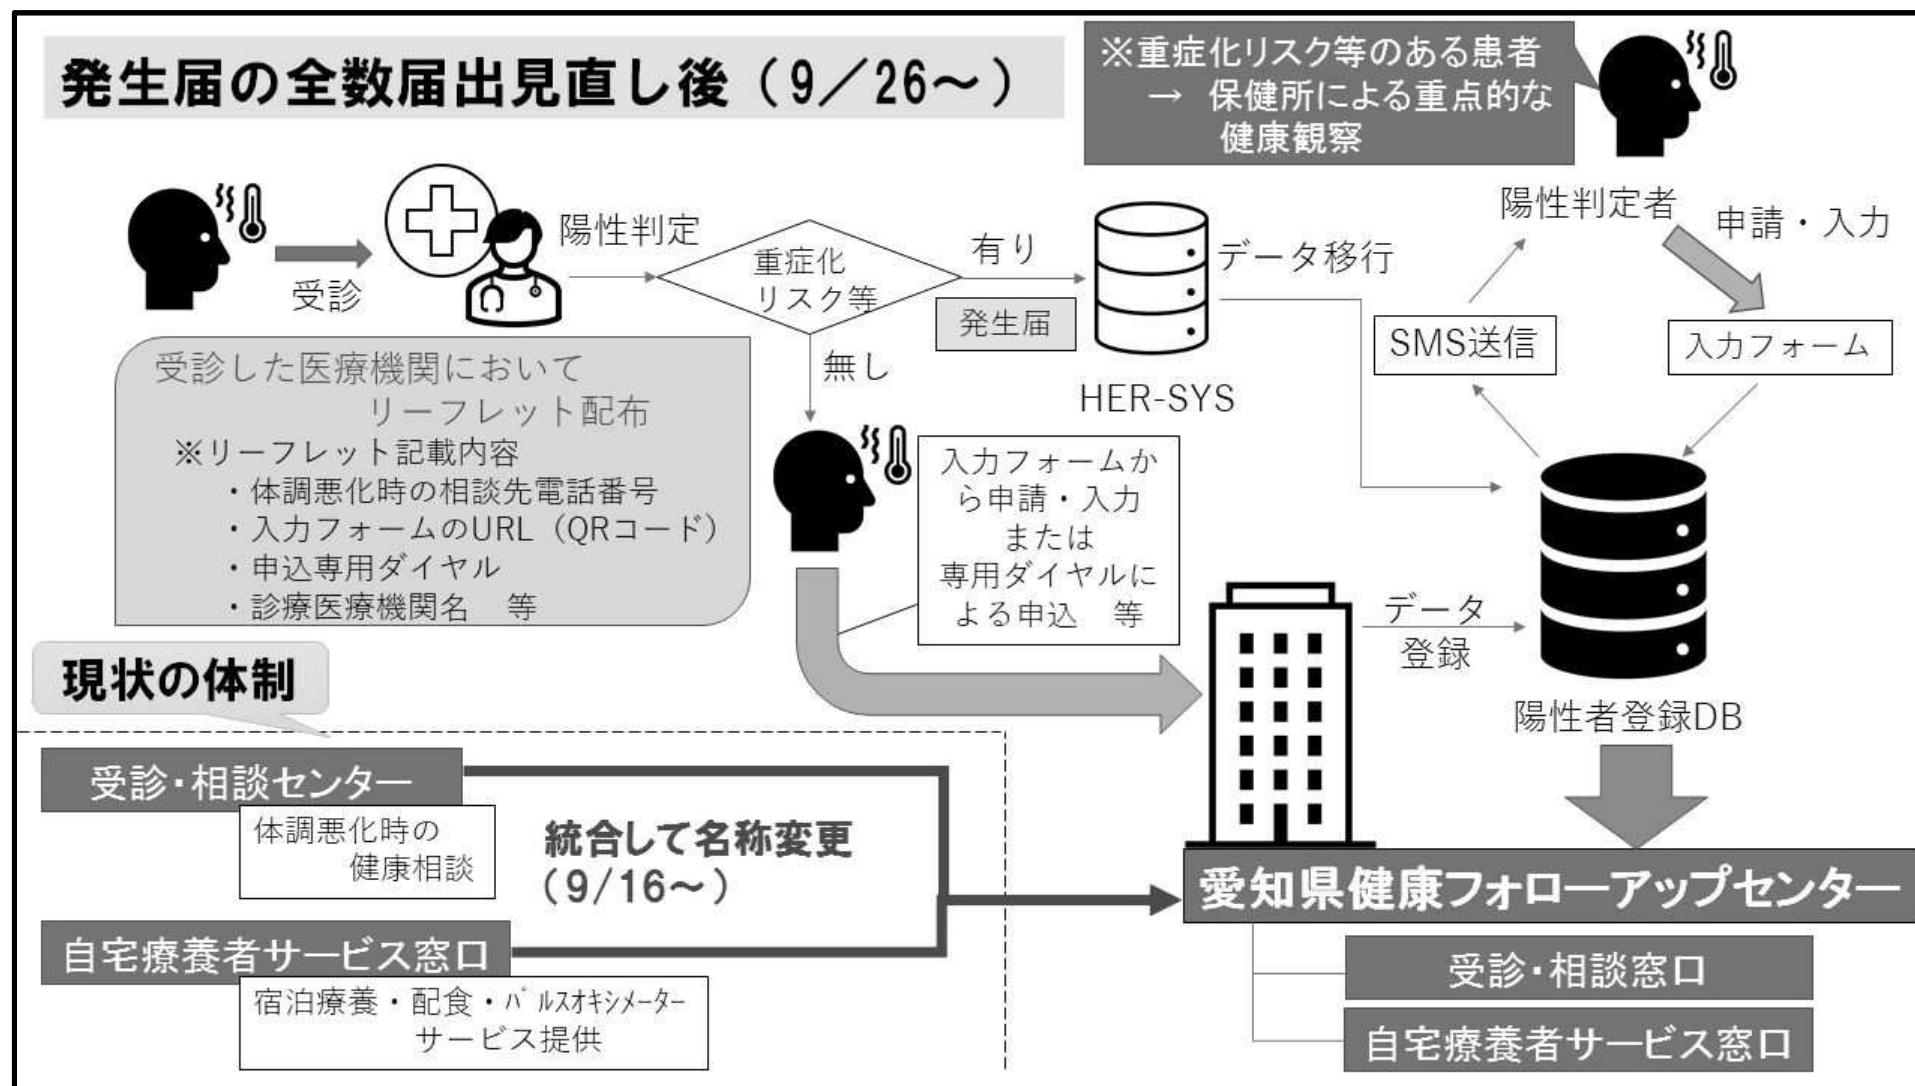 発生届の全数届出見直し後（9／26～）
※重症化リスク等のある患者
→ 保健所による重点的な
健康観察
受診
陽性判定
重症化
リスク等
有り
発生届
無し
HER-SYS
データ移行
陽性判定者
申請・入力
SMS送信
入力フォーム
受診した医療機関において
リーフレット配布
※リーフレット記載内容
・体調悪化時の相談先電話番号
・入力フォームのURL（QRコード）
・申込専用ダイヤル
・診療医療機関名　等
入力フォームか
ら申請・入力
または
専用ダイヤルに
よる申込　等
データ
登録
陽性者登録DB
現状の体制
受診・相談センター
体調悪化時の
健康相談
統合して名称変更
（9/16～）
自宅療養者サービス窓口
宿泊療養・配食・ﾊﾟﾙｽｵｷｼﾒｰﾀｰ
サービス提供
愛知県健康フォローアップセンター
受診・相談窓口
自宅療養者サービス窓口